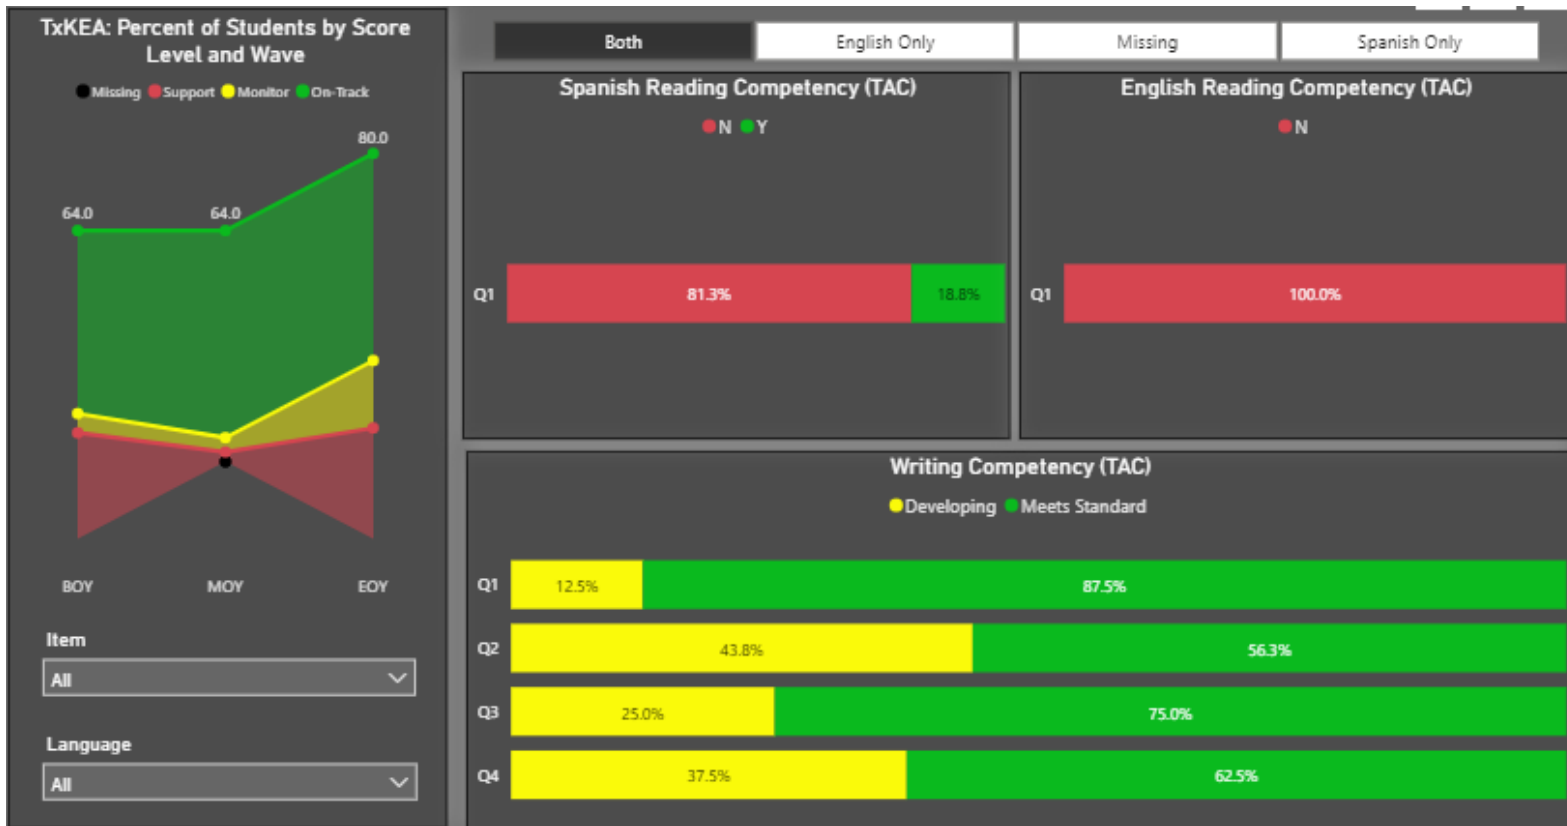 TxKEA: Percent of Students by Score
Level and Wave
Missing Support Monitor On-Track
80.0
64.0 64.0
BOY MOY EOY
Item
All
Language
All
Both English Only Missing Spanish Only
Spanish Reading Competency (TAC)
N Y
Q1 81.3% 18.8%
English Reading Competency (TAC)
N
Q1 100.0%
Writing Competency (TAC)
Developing Meets Standard
Q1 12.5% 87.5%
Q2 43.8% 56.3%
Q3 25.0% 75.0%
Q4 37.5% 62.5%